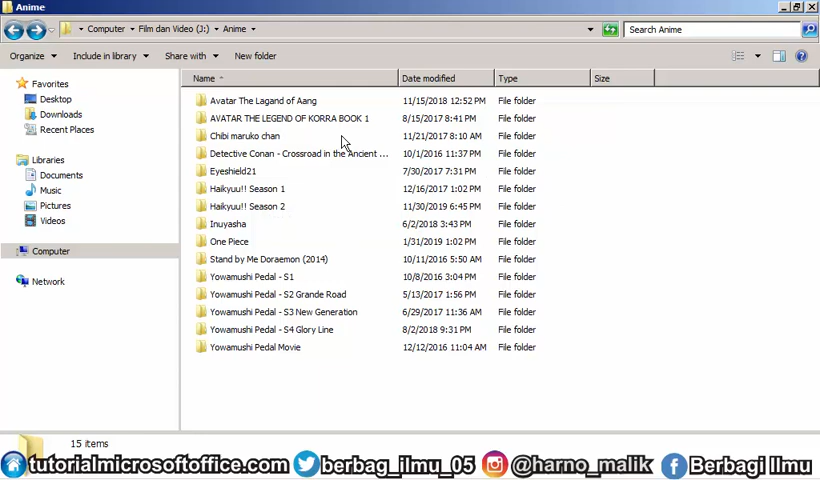 Anime
Computer Film dan Video (J:) Anime
Search Anime
Organize Include in library Share with New folder
Name Date modified Type Size
Favorites
Desktop
Downloads
Recent Places
Libraries
Documents
Music
Pictures
Videos
Computer
Network
Avatar The Lagand of Aang 11/15/2018 12:52 PM File folder
AVATAR THE LEGEND OF KORRA BOOK 1 8/15/2017 8:41 PM File folder
Chibi maruko chan 11/21/2017 8:10 AM File folder
Detective Conan - Crossroad in the Ancient ... 10/1/2016 11:37 PM File folder
Eyeshield21 7/30/2017 7:31 PM File folder
Haikyuu!! Season 1 12/16/2017 1:02 PM File folder
Haikyuu!! Season 2 11/30/2019 6:45 PM File folder
Inuyasha 6/2/2018 3:43 PM File folder
One Piece 1/31/2019 1:02 PM File folder
Stand by Me Doraemon (2014) 10/11/2016 5:50 AM File folder
Yowamushi Pedal - S1 10/8/2016 3:04 PM File folder
Yowamushi Pedal - S2 Grande Road 5/13/2017 1:56 PM File folder
Yowamushi Pedal - S3 New Generation 6/29/2017 11:36 AM File folder
Yowamushi Pedal - S4 Glory Line 8/2/2018 9:31 PM File folder
Yowamushi Pedal Movie 12/12/2016 11:04 AM File folder
15 items
tutorialmicrosoftoffice.com berbag_ilmu_05 @harno_malik Berbagi Ilmu